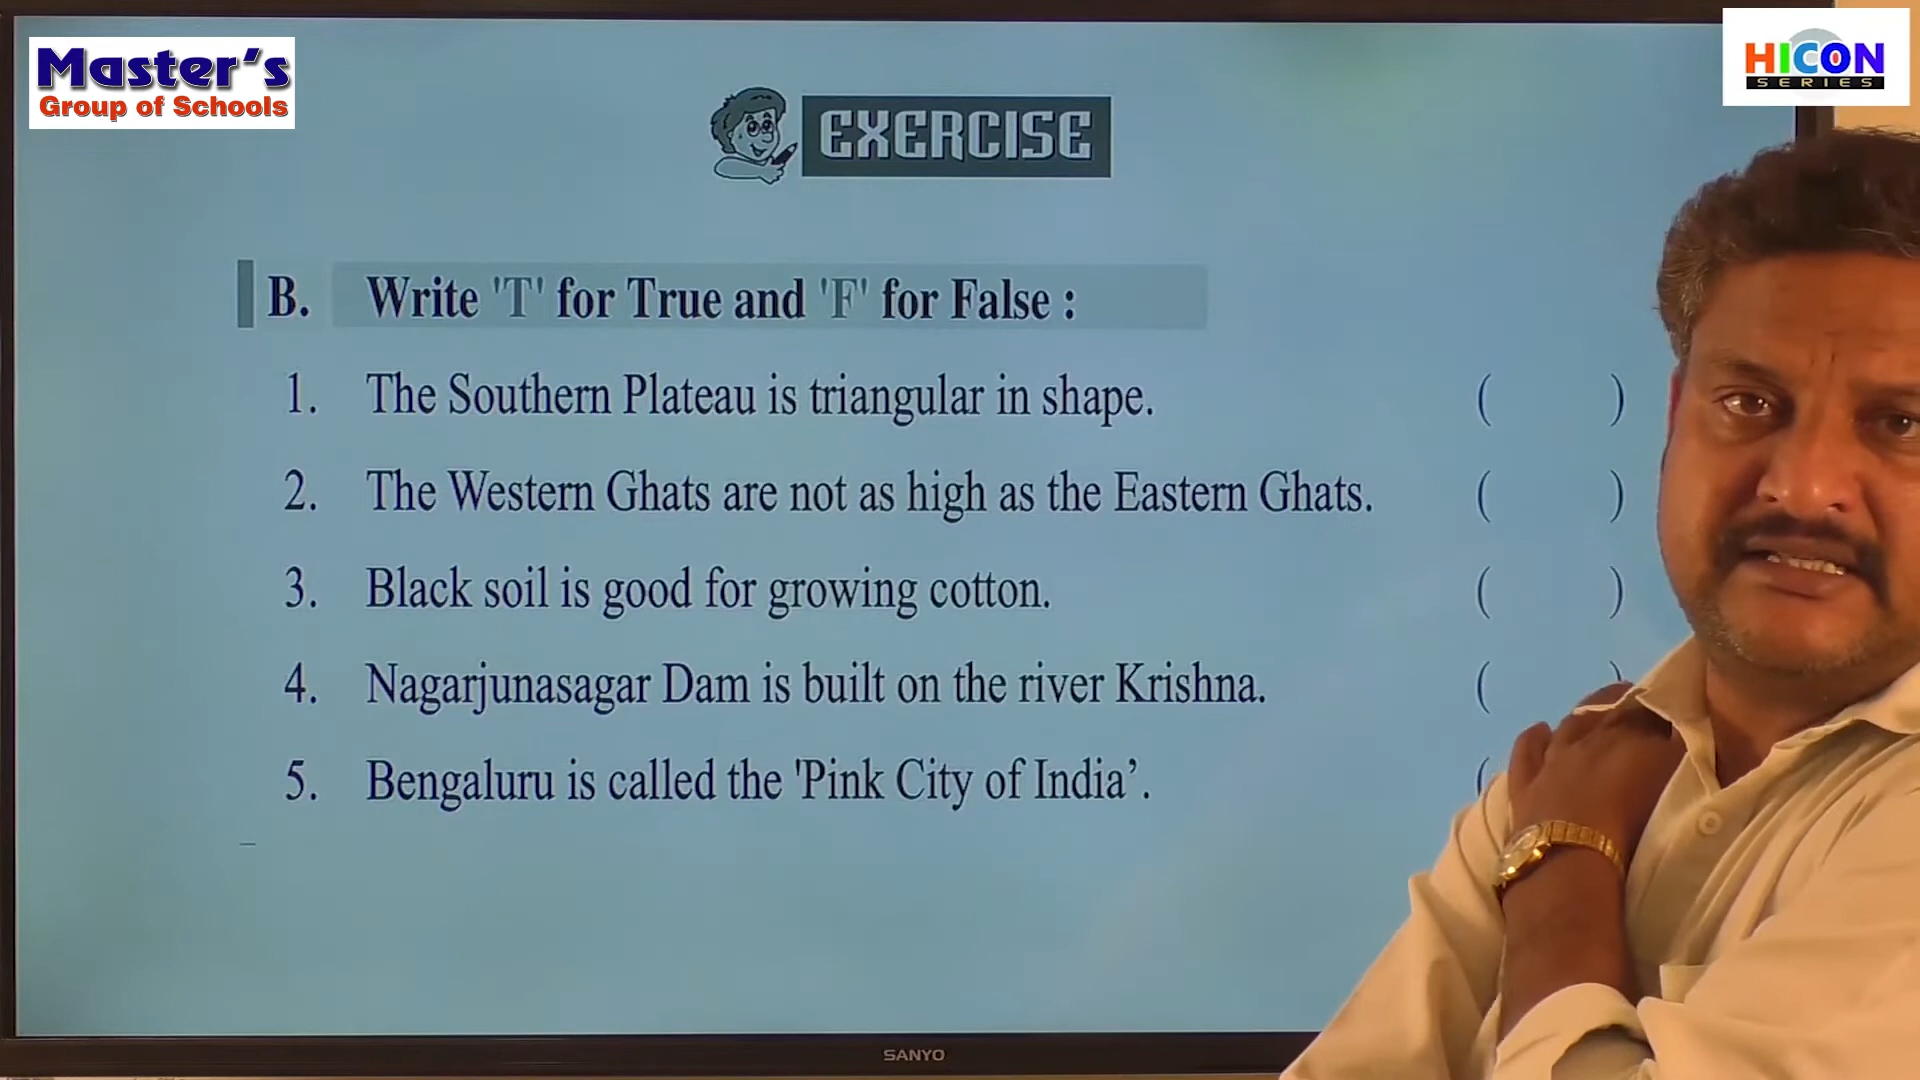 Master's
Group of Schools
HICON
SERIES
EXERCISE
B. Write 'T' for True and 'F' for False :
1. The Southern Plateau is triangular in shape. ( )
2. The Western Ghats are not as high as the Eastern Ghats. ( )
3. Black soil is good for growing cotton. ( )
4. Nagarjunasagar Dam is built on the river Krishna. ( )
5. Bengaluru is called the 'Pink City of India’. (
SANYO